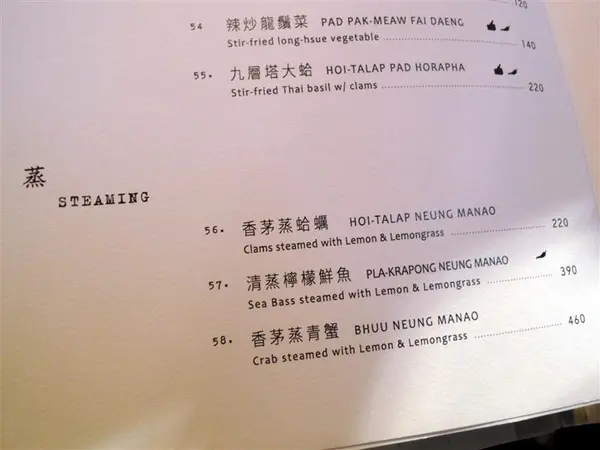 120
54 辣炒龍鬚菜 PAD PAK-MEAW FAI DAENG
Stir-fried long-hsue vegetable 140
55. 九層塔大蛤 HOI-TALAP PAD HORAPHA
Stir-fried Thai basil w/ clams 220
蒸
STEAMING
56. 香茅蒸蛤蠣 HOI-TALAP NEUNG MANAO
Clams steamed with Lemon & Lemongrass 220
57. 清蒸檸檬鮮魚 PLA-KRAPONG NEUNG MANAO
Sea Bass steamed with Lemon & Lemongrass 390
58. 香茅蒸青蟹 BHUU NEUNG MANAO
Crab steamed with Lemon & Lemongrass 460